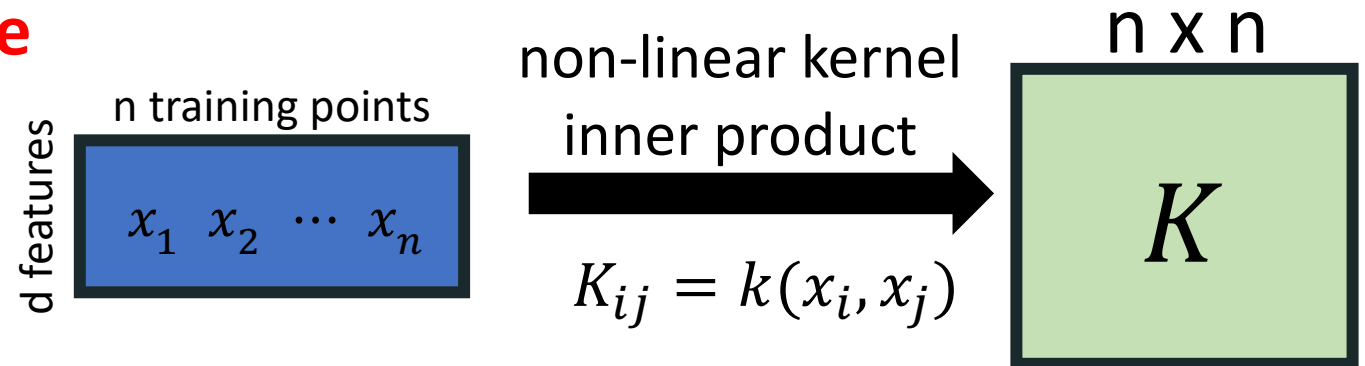 e
n training points
d features
x₁ x₂ ⋯ xₙ
non-linear kernel
inner product
Kᵢⱼ = k(xᵢ, xⱼ)
n x n
K